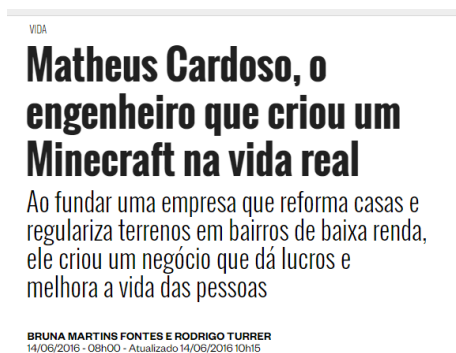 VIDA
Matheus Cardoso, o
engenheiro que criou um
Minecraft na vida real
Ao fundar uma empresa que reforma casas e
regulariza terrenos em bairros de baixa renda,
ele criou um negócio que dá lucros e
melhora a vida das pessoas
BRUNA MARTINS FONTES E RODRIGO TURRER
14/06/2016 - 08h00 - Atualizado 14/06/2016 10h15